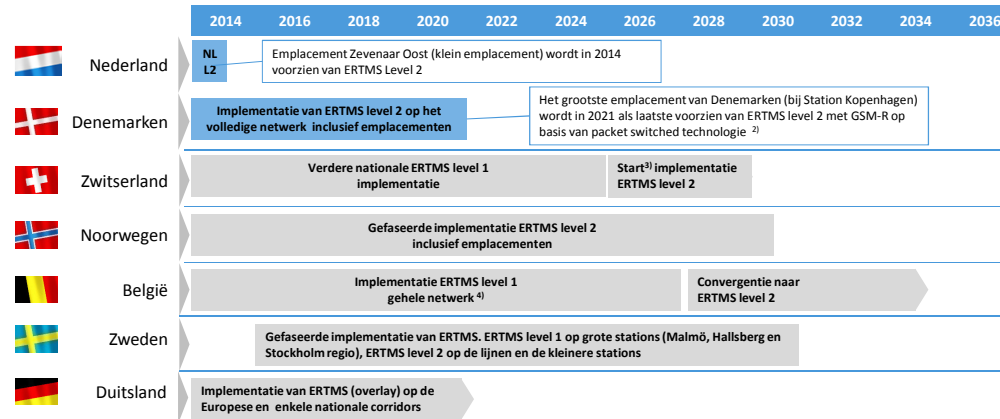 2014 2016 2018 2020 2022 2024 2026 2028 2030 2032 2034 2036
Nederland
NL
L2
Emplacement Zevenaar Oost (klein emplacement) wordt in 2014
voorzien van ERTMS Level 2
Denemarken
Implementatie van ERTMS level 2 op het
volledige netwerk inclusief emplacementen
Het grootste emplacement van Denemarken (bij Station Kopenhagen)
wordt in 2021 als laatste voorzien van ERTMS level 2 met GSM-R op
basis van packet switched technologie 2)
Zwitserland
Verdere nationale ERTMS level 1
implementatie
Start3) implementatie
ERTMS level 2
Noorwegen
Gefaseerde implementatie ERTMS level 2
inclusief emplacementen
België
Implementatie ERTMS level 1
gehele netwerk 4)
Convergentie naar
ERTMS level 2
Zweden
Gefaseerde implementatie van ERTMS. ERTMS level 1 op grote stations (Malmö, Hallsberg en
Stockholm regio), ERTMS level 2 op de lijnen en de kleinere stations
Duitsland
Implementatie van ERTMS (overlay) op de
Europese en enkele nationale corridors